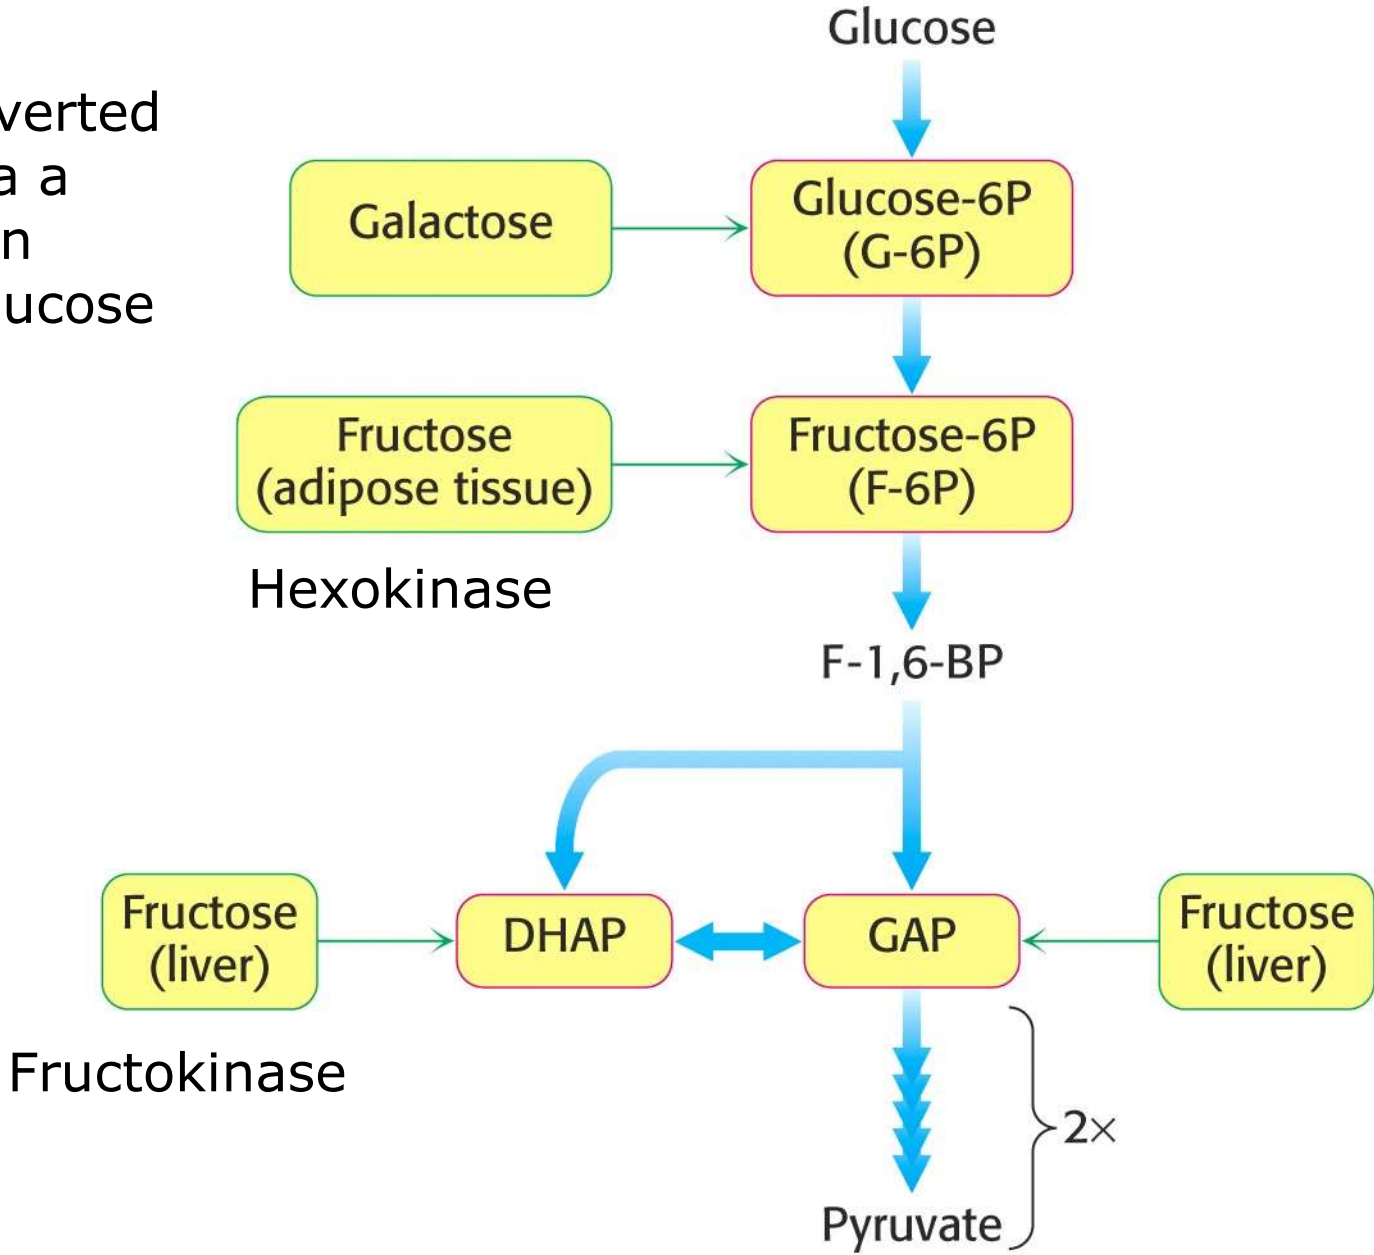 Glucose
verted
a a
n
ucose
Galactose
Glucose-6P
(G-6P)
Fructose
(adipose tissue)
Fructose-6P
(F-6P)
Hexokinase
F-1,6-BP
Fructose
(liver)
DHAP
GAP
Fructose
(liver)
Fructokinase
2×
Pyruvate